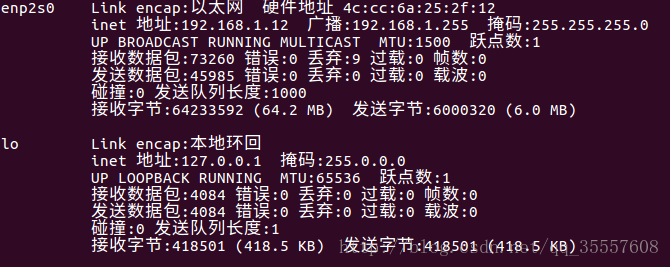 enp2s0 Link encap:以太网 硬件地址 4c:cc:6a:25:2f:12
inet 地址:192.168.1.12 广播:192.168.1.255 掩码:255.255.255.0
UP BROADCAST RUNNING MULTICAST MTU:1500 跃点数:1
接收数据包:73260 错误:0 丢弃:9 过载:0 帧数:0
发送数据包:45985 错误:0 丢弃:0 过载:0 载波:0
碰撞:0 发送队列长度:1000
接收字节:64233592 (64.2 MB) 发送字节:6000320 (6.0 MB)
lo Link encap:本地环回
inet 地址:127.0.0.1 掩码:255.0.0.0
UP LOOPBACK RUNNING MTU:65536 跃点数:1
接收数据包:4084 错误:0 丢弃:0 过载:0 帧数:0
发送数据包:4084 错误:0 丢弃:0 过载:0 载波:0
碰撞:0 发送队列长度:1
接收字节:418501 (418.5 KB) 发送字节:418501 (418.5 KB)
http://blog.csdn.net/qq_35557608